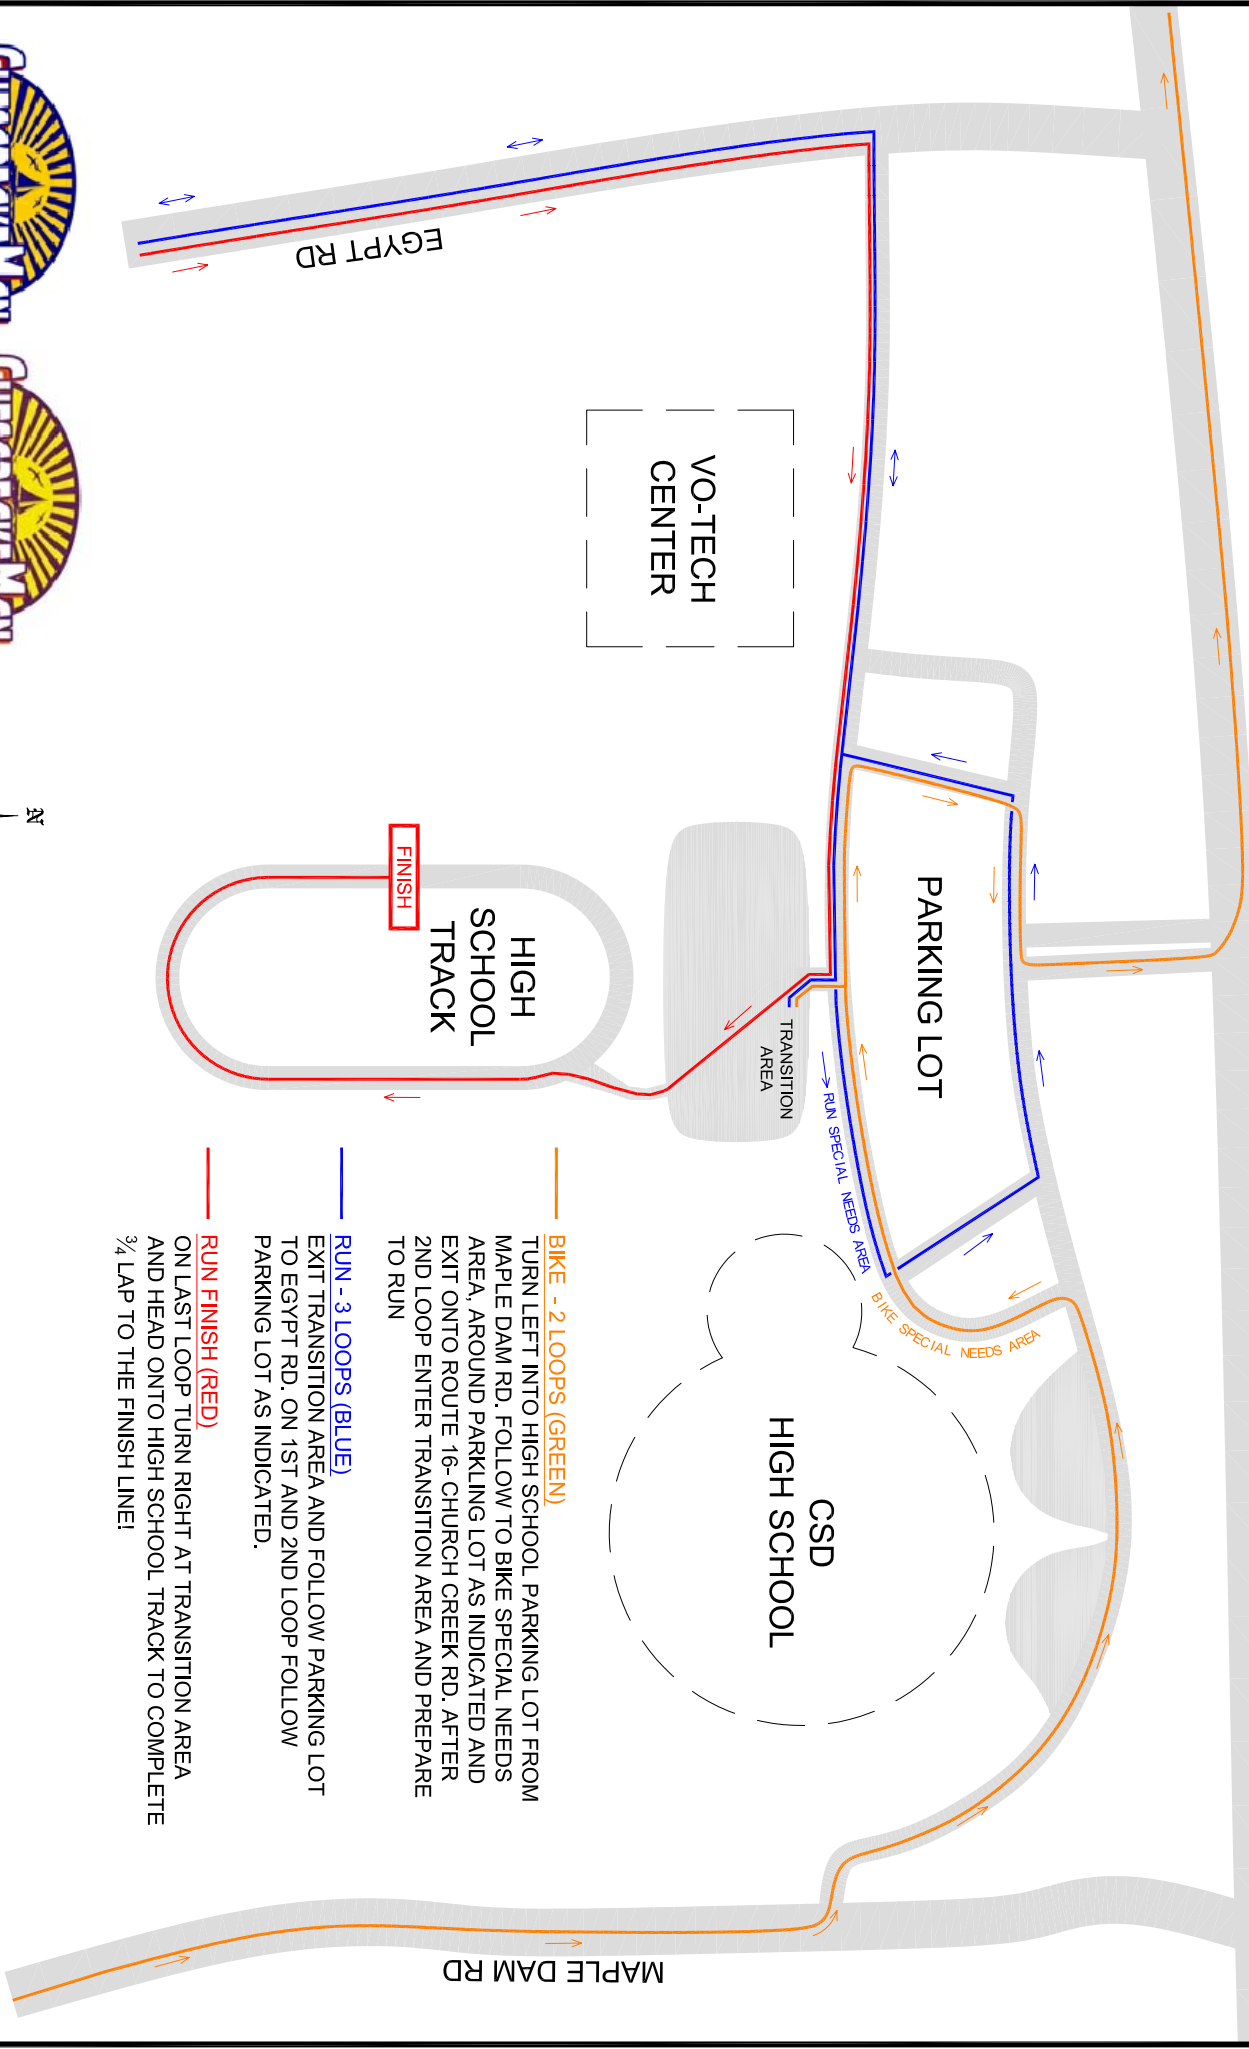 EGYPT RD
VO-TECH
CENTER
PARKING LOT
FINISH
HIGH
SCHOOL
TRACK
TRANSITION
AREA
RUN SPECIAL NEEDS AREA
BIKE SPECIAL NEEDS AREA
CSD
HIGH SCHOOL
MAPLE DAM RD
BIKE - 2 LOOPS (GREEN)
TURN LEFT INTO HIGH SCHOOL PARKING LOT FROM
MAPLE DAM RD. FOLLOW TO BIKE SPECIAL NEEDS
AREA, AROUND PARKLING LOT AS INDICATED AND
EXIT ONTO ROUTE 16- CHURCH CREEK RD. AFTER
2ND LOOP ENTER TRANSITION AREA AND PREPARE
TO RUN
RUN - 3 LOOPS (BLUE)
EXIT TRANSITION AREA AND FOLLOW PARKING LOT
TO EGYPT RD. ON 1ST AND 2ND LOOP FOLLOW
PARKING LOT AS INDICATED.
RUN FINISH (RED)
ON LAST LOOP TURN RIGHT AT TRANSITION AREA
AND HEAD ONTO HIGH SCHOOL TRACK TO COMPLETE
¾ LAP TO THE FINISH LINE!
N